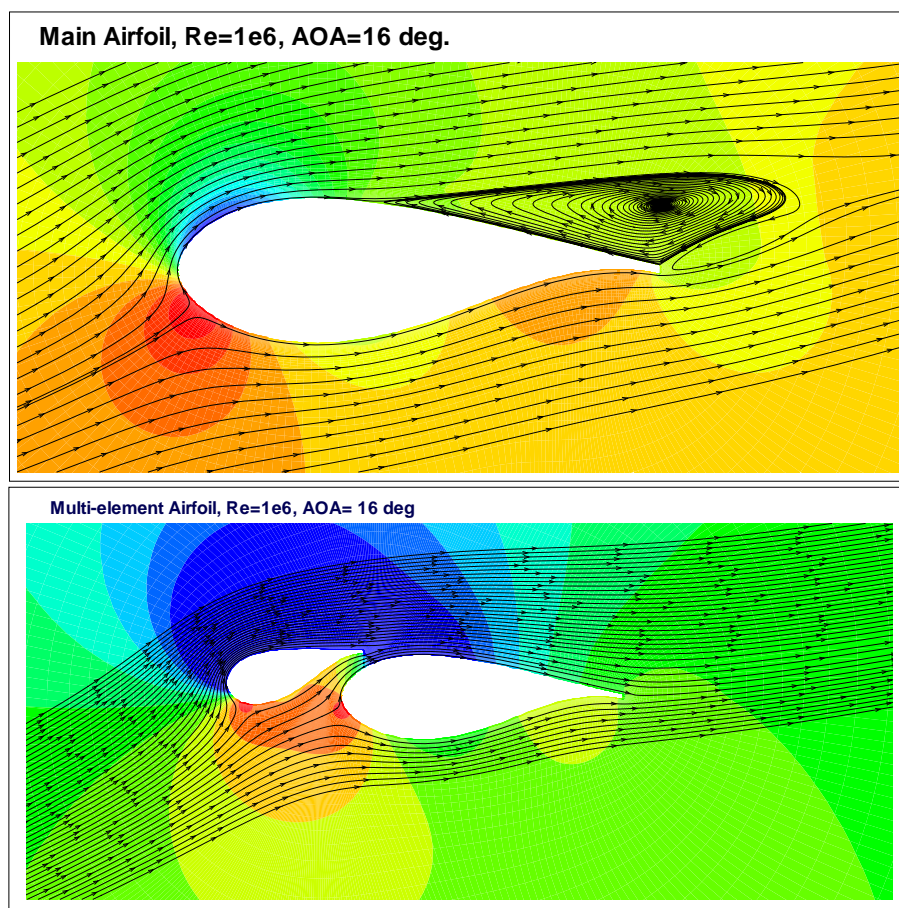 Main Airfoil, Re=1e6, AOA=16 deg.
Multi-element Airfoil, Re=1e6, AOA= 16 deg